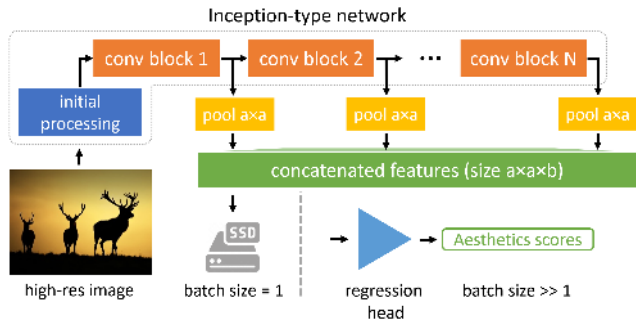 Inception-type network
conv block 1
conv block 2
...
conv block N
initial
processing
pool a×a
pool a×a
pool a×a
concatenated features (size a×a×b)
SSD
Aesthetics scores
high-res image
batch size = 1
regression
head
batch size >> 1